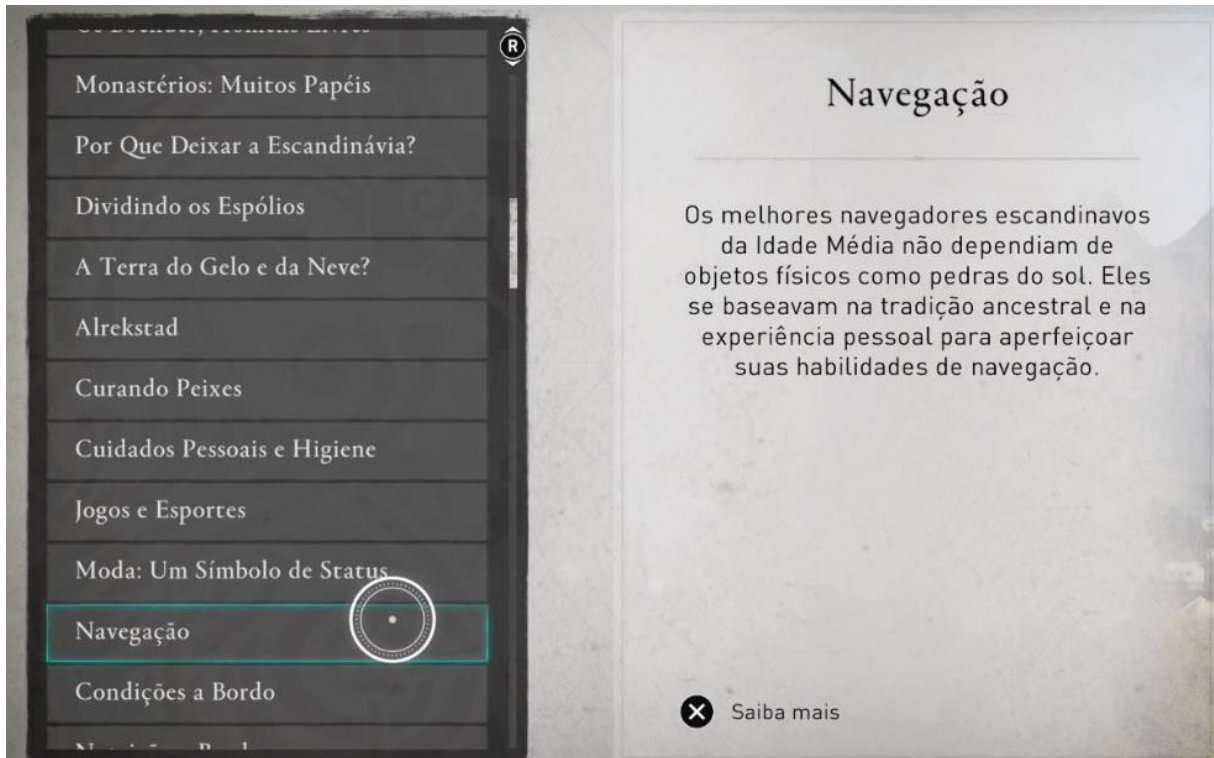 Monastérios: Muitos Papéis
Por Que Deixar a Escandinávia?
Dividindo os Espólios
A Terra do Gelo e da Neve?
Alrekstad
Curando Peixes
Cuidados Pessoais e Higiene
Jogos e Esportes
Moda: Um Símbolo de Status
Navegação
Condições a Bordo
R
Navegação
Os melhores navegadores escandinavos
da Idade Média não dependiam de
objetos físicos como pedras do sol. Eles
se baseavam na tradição ancestral e na
experiência pessoal para aperfeiçoar
suas habilidades de navegação.
Saiba mais